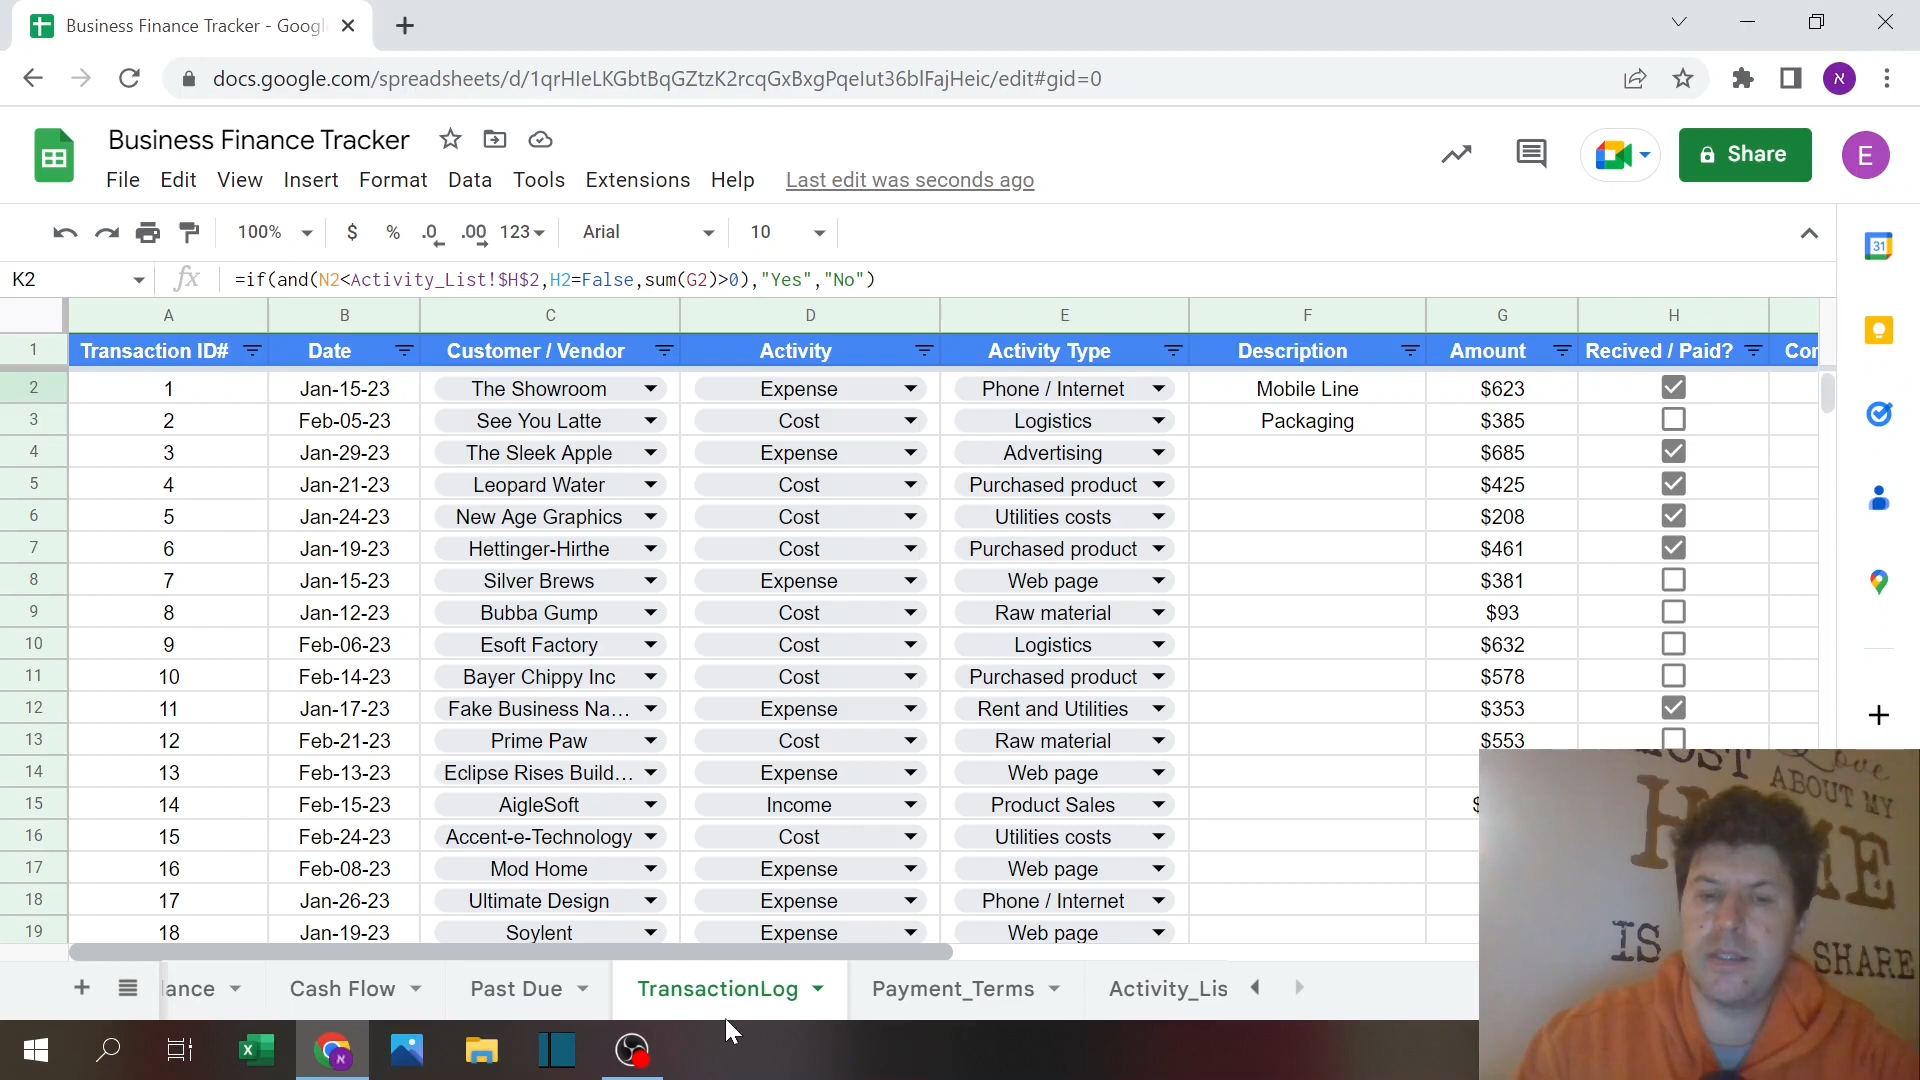 Business Finance Tracker - Googl
docs.google.com/spreadsheets/d/1qrHIeLKGbtBqGZtzK2rcqGxBxgPqeIut36blFajHeic/edit#gid=0
א
Business Finance Tracker
File Edit View Insert Format Data Tools Extensions Help Last edit was seconds ago
Share
E
100% $ % .0 .00 123 Arial 10
31
K2 fx =if(and(N2<Activity_List!$H$2,H2=False,sum(G2)>0),"Yes","No")
A B C D E F G H
1 Transaction ID# Date Customer / Vendor Activity Activity Type Description Amount Recived / Paid? Cor
2 1 Jan-15-23 The Showroom Expense Phone / Internet Mobile Line $623
3 2 Feb-05-23 See You Latte Cost Logistics Packaging $385
4 3 Jan-29-23 The Sleek Apple Expense Advertising $685
5 4 Jan-21-23 Leopard Water Cost Purchased product $425
6 5 Jan-24-23 New Age Graphics Cost Utilities costs $208
7 6 Jan-19-23 Hettinger-Hirthe Cost Purchased product $461
8 7 Jan-15-23 Silver Brews Expense Web page $381
9 8 Jan-12-23 Bubba Gump Cost Raw material $93
10 9 Feb-06-23 Esoft Factory Cost Logistics $632
11 10 Feb-14-23 Bayer Chippy Inc Cost Purchased product $578
12 11 Jan-17-23 Fake Business Na... Expense Rent and Utilities $353
13 12 Feb-21-23 Prime Paw Cost Raw material $553
14 13 Feb-13-23 Eclipse Rises Build... Expense Web page
15 14 Feb-15-23 AigleSoft Income Product Sales $
16 15 Feb-24-23 Accent-e-Technology Cost Utilities costs
17 16 Feb-08-23 Mod Home Expense Web page
18 17 Jan-26-23 Ultimate Design Expense Phone / Internet
19 18 Jan-19-23 Soylent Expense Web page
lance Cash Flow Past Due TransactionLog Payment_Terms Activity_Lis
Love
ABOUT MY
IS
SHARE